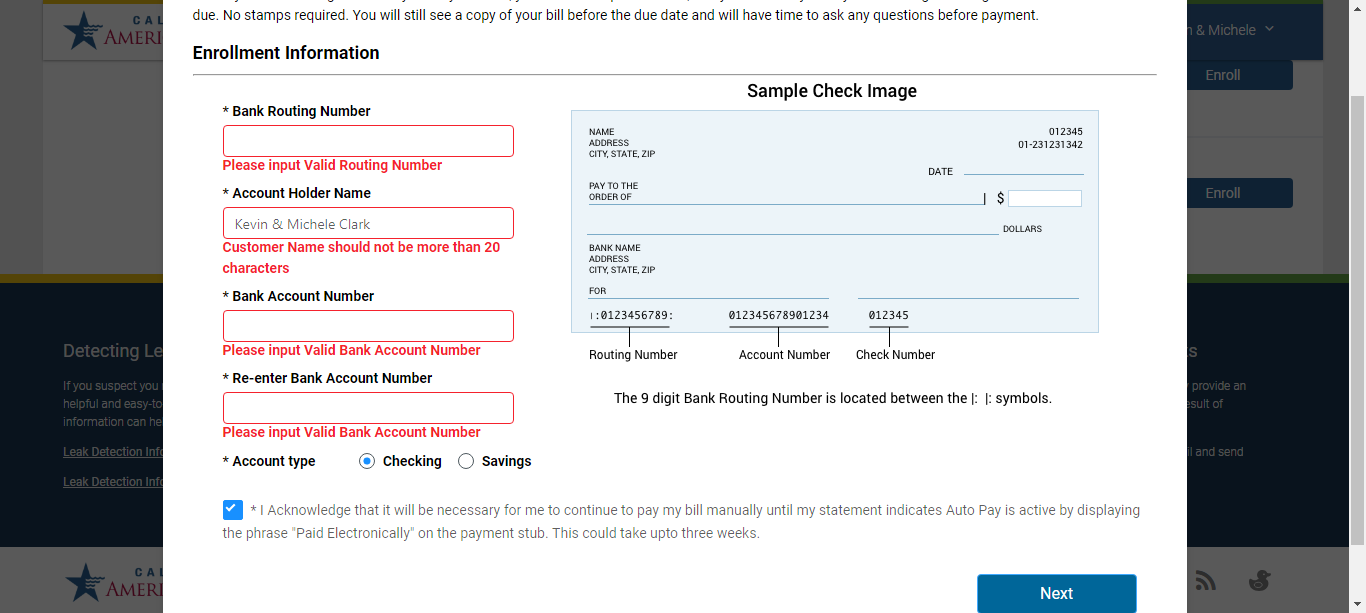 due. No stamps required. You will still see a copy of your bill before the due date and will have time to ask any questions before payment.
CAL
AMERI
n & Michele
Enrollment Information
Enroll
Sample Check Image
* Bank Routing Number
Please input Valid Routing Number
* Account Holder Name
Kevin & Michele Clark
Customer Name should not be more than 20
characters
* Bank Account Number
Please input Valid Bank Account Number
* Re-enter Bank Account Number
Please input Valid Bank Account Number
* Account type
Checking
Savings
NAME
ADDRESS
CITY, STATE, ZIP
012345
01-231231342
DATE
PAY TO THE
ORDER OF
$
DOLLARS
BANK NAME
ADDRESS
CITY, STATE, ZIP
FOR
|:0123456789:
012345678901234
012345
Routing Number
Account Number
Check Number
The 9 digit Bank Routing Number is located between the |: |: symbols.
Enroll
* I Acknowledge that it will be necessary for me to continue to pay my bill manually until my statement indicates Auto Pay is active by displaying
the phrase "Paid Electronically" on the payment stub. This could take upto three weeks.
Next
Detecting Le
If you suspect you
helpful and easy-to
information can he
Leak Detection Info
Leak Detection Info
ks
provide an
esult of
il and send
CAL
AMERI